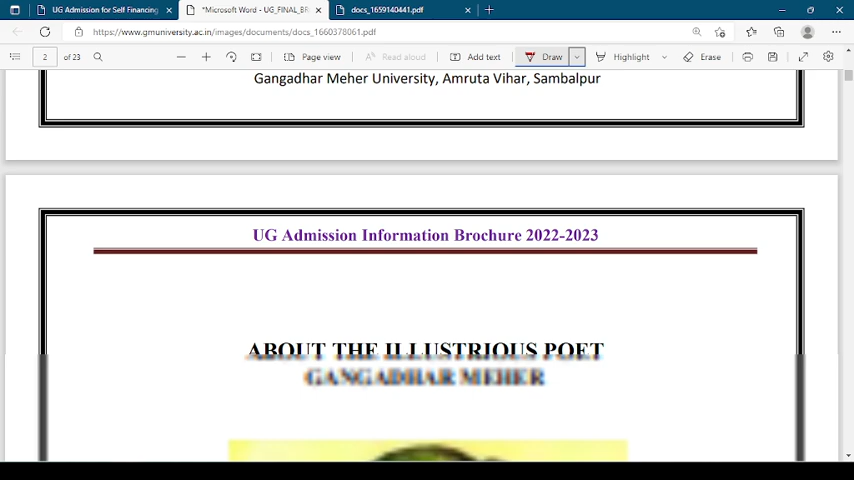 UG Admission for Self Financing
*Microsoft Word - UG_FINAL_BR
docs_1659140441.pdf
https://www.gmuniversity.ac.in/images/documents/docs_1660378061.pdf
2 of 23 Page view Read aloud Add text Draw Highlight Erase
Gangadhar Meher University, Amruta Vihar, Sambalpur
UG Admission Information Brochure 2022-2023
ABOUT THE ILLUSTRIOUS POET
GANGADHAR MEHER